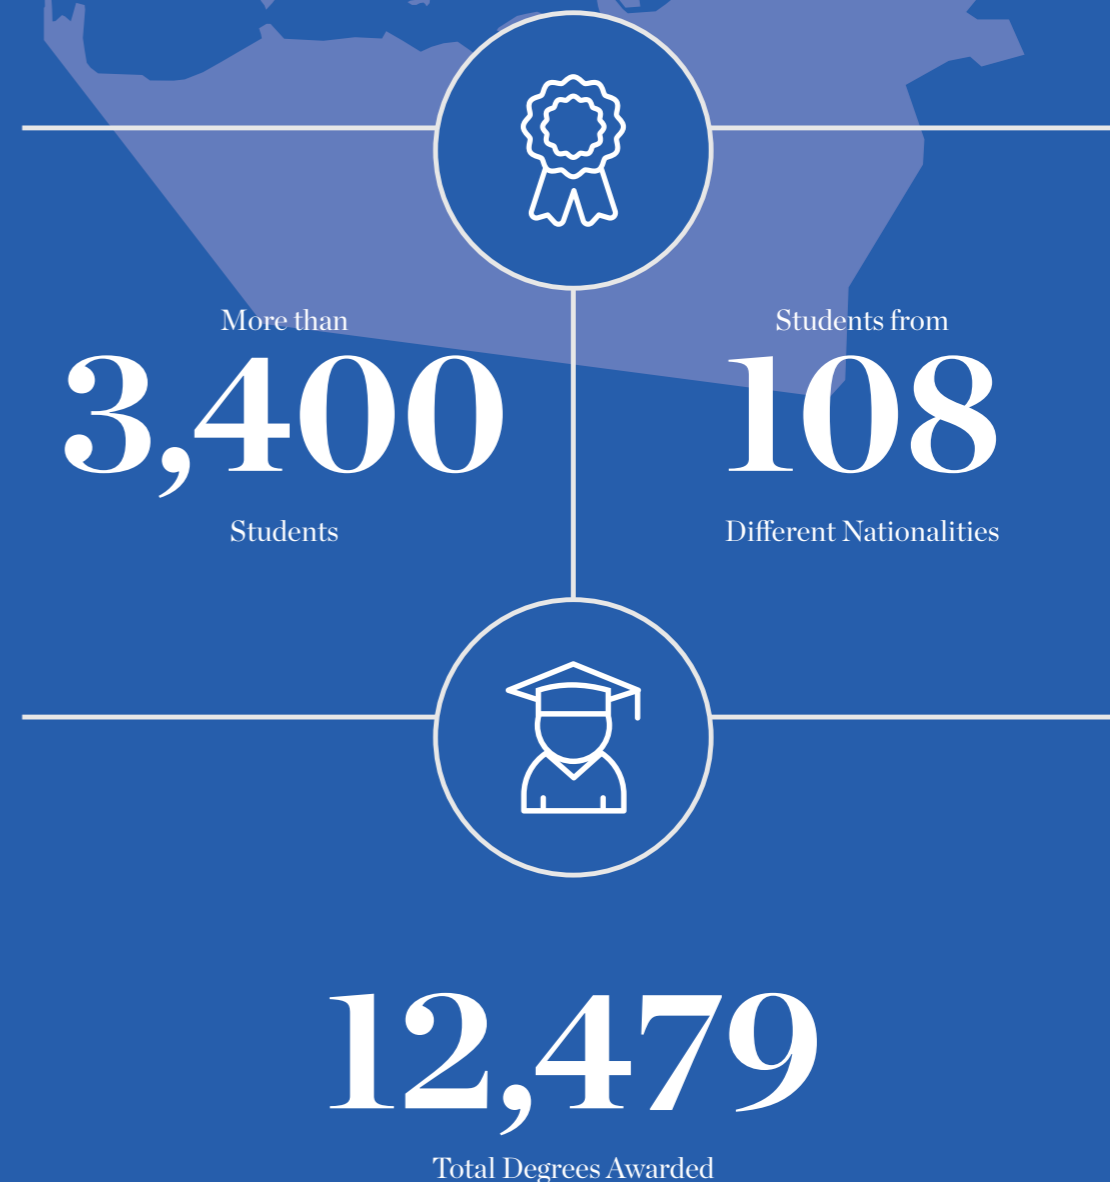 More than
3,400
Students
Students from
108
Different Nationalities
12,479
Total Degrees Awarded